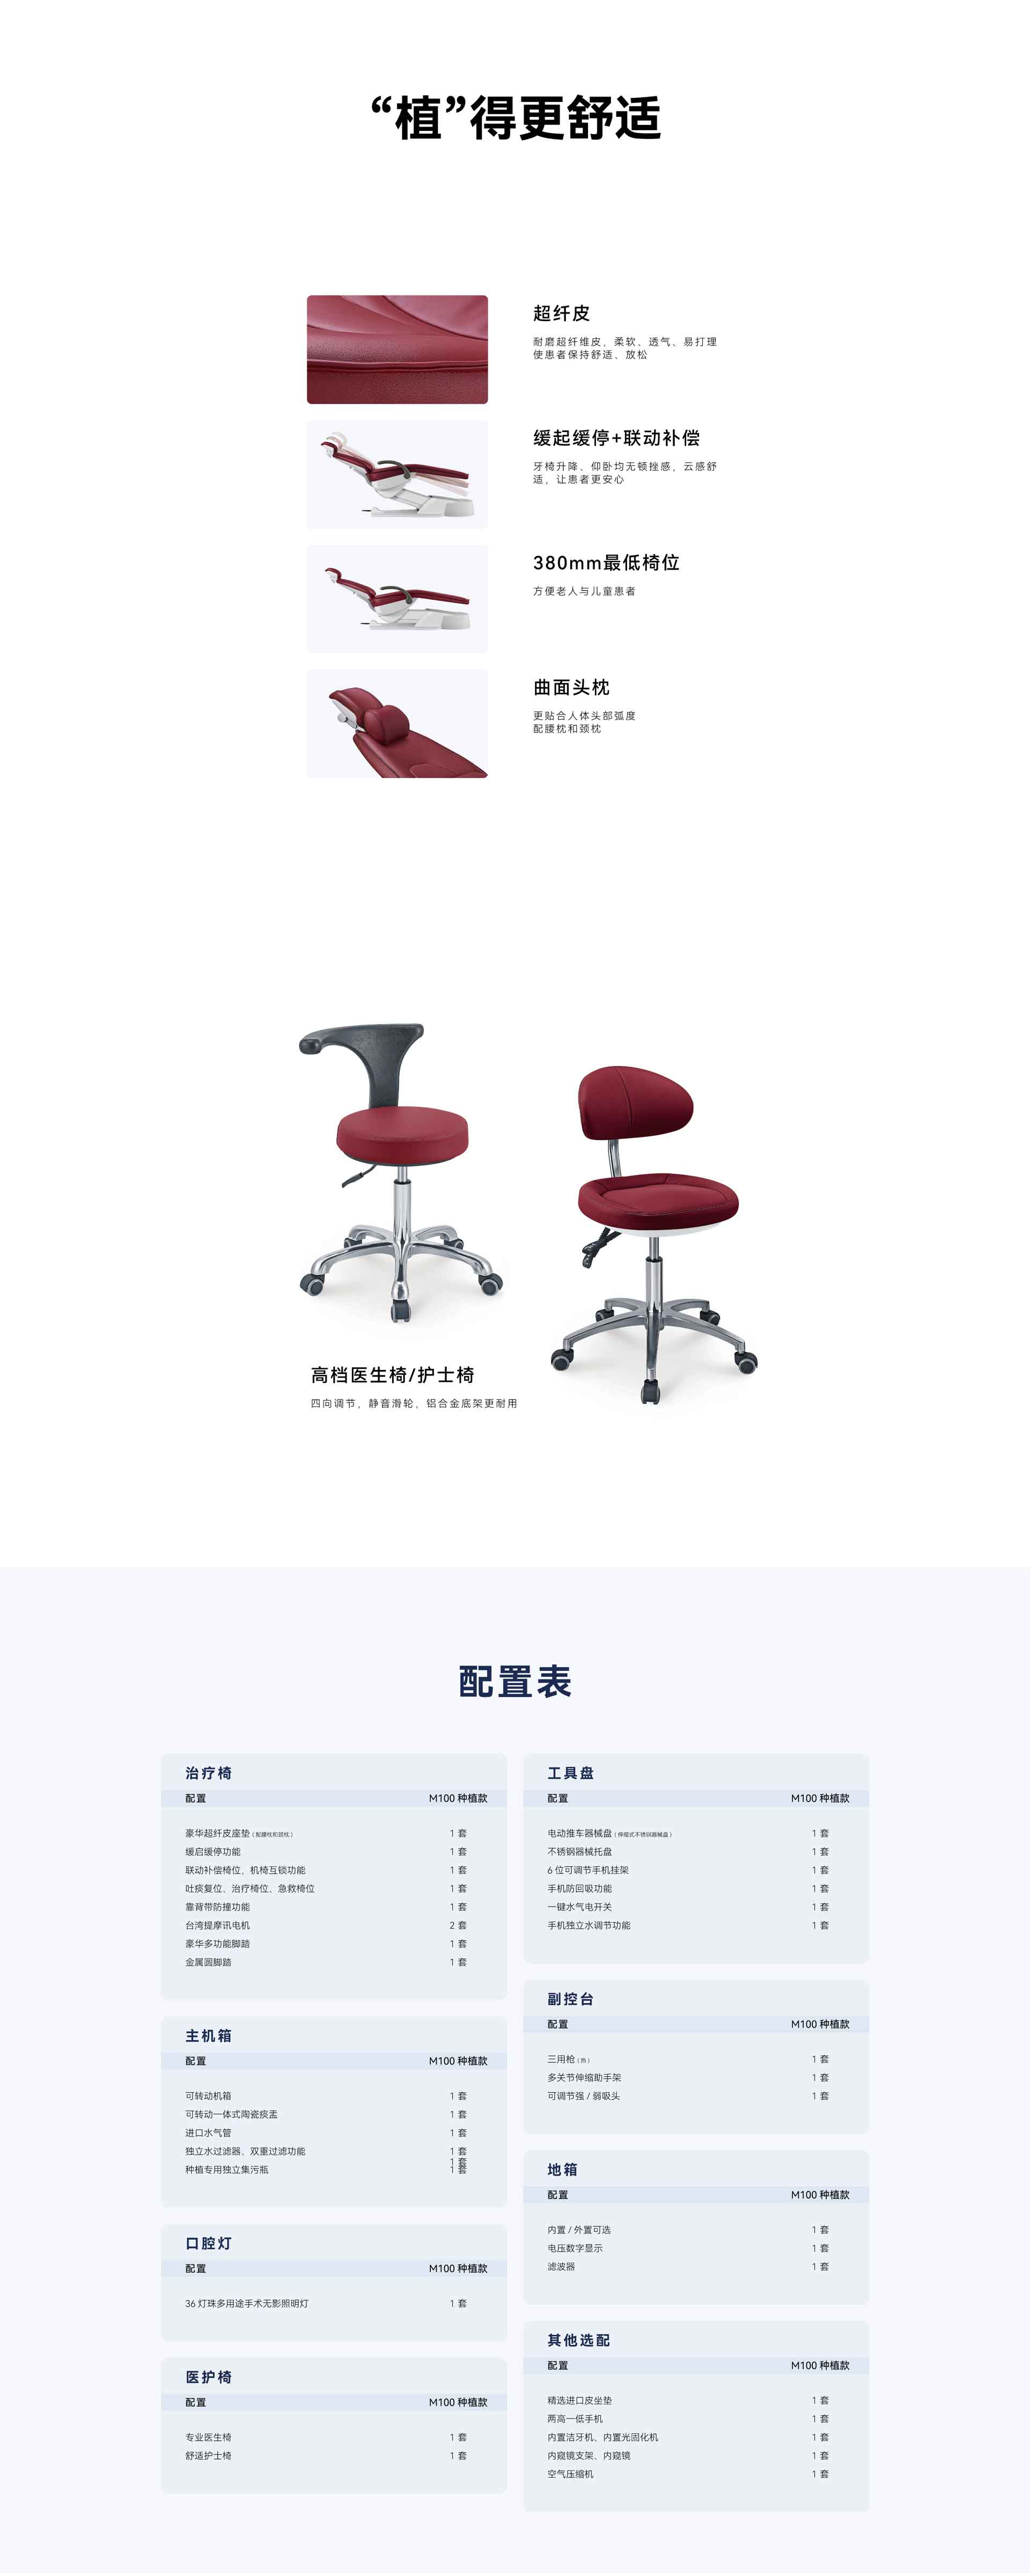 “植”得更舒适
超纤皮
耐磨超纤维皮，柔软、透气、易打理
使患者保持舒适、放松
缓起缓停+联动补偿
牙椅升降、仰卧均无顿挫感，云感舒
适，让患者更安心
380mm最低椅位
方便老人与儿童患者
曲面头枕
更贴合人体头部弧度
配腰枕和颈枕
高档医生椅/护士椅
四向调节，静音滑轮，铝合金底架更耐用
配置表
治疗椅
配置 M100 种植款
豪华超纤皮座垫（配腰枕和颈枕） 1 套
缓启缓停功能 1 套
联动补偿椅位、机椅互锁功能 1 套
吐痰复位、治疗椅位、急救椅位 1 套
靠背带防撞功能 1 套
台湾提摩讯电机 2 套
豪华多功能脚踏 1 套
金属圆脚踏 1 套
主机箱
配置 M100 种植款
可转动机箱 1 套
可转动一体式陶瓷痰盂 1 套
进口水气管 1 套
独立水过滤器、双重过滤功能 1 套
1 套
种植专用独立集污瓶 1 套
口腔灯
配置 M100 种植款
36 灯珠多用途手术无影照明灯 1 套
医护椅
配置 M100 种植款
专业医生椅 1 套
舒适护士椅 1 套
工具盘
配置 M100 种植款
电动推车器械盘（伸缩式不锈钢器械盘） 1 套
不锈钢器械托盘 1 套
6 位可调节手机挂架 1 套
手机防回吸功能 1 套
一键水气电开关 1 套
手机独立水调节功能 1 套
副控台
配置 M100 种植款
三用枪（热） 1 套
多关节伸缩助手架 1 套
可调节强 / 弱吸头 1 套
地箱
配置 M100 种植款
内置 / 外置可选 1 套
电压数字显示 1 套
滤波器 1 套
其他选配
配置 M100 种植款
精选进口皮坐垫 1 套
两高一低手机 1 套
内置洁牙机、内置光固化机 1 套
内窥镜支架、内窥镜 1 套
空气压缩机 1 套